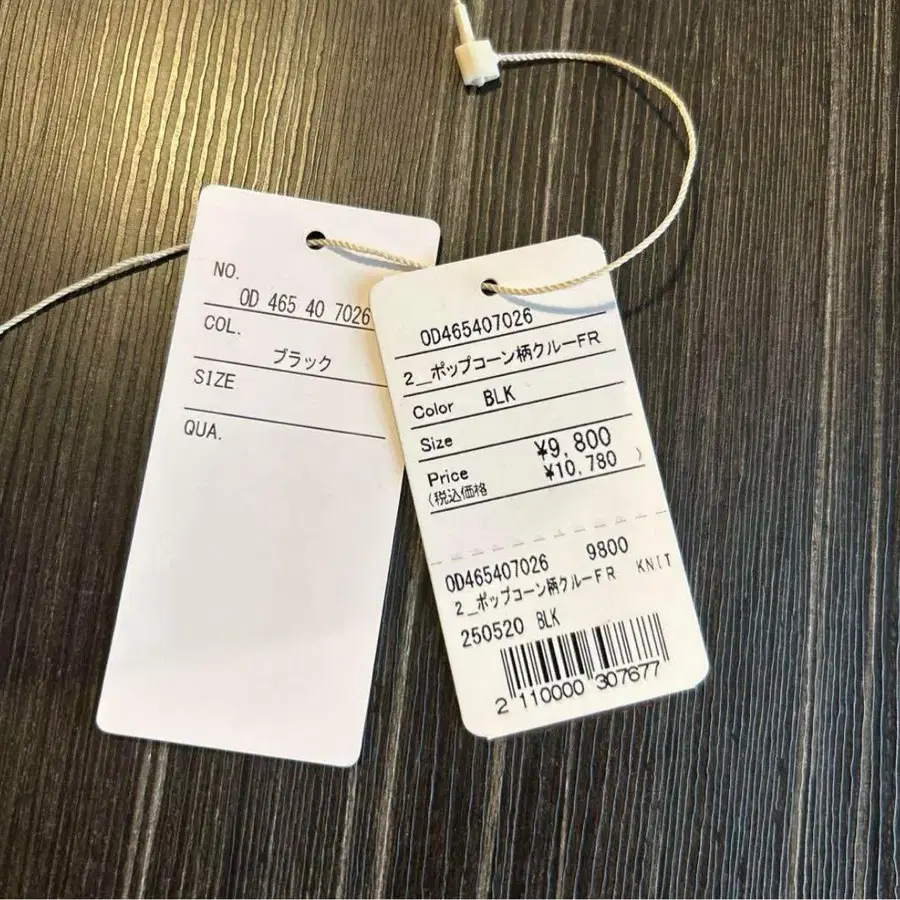 NO.
OD 465 40 7026
COL.
ブラック
SIZE
QUA.
OD465407026
2_ポップコーン柄クルーFR
Color BLK
Size
Price ¥9,800
(税込価格 ¥10,780 )
OD465407026 9800
2_ポップコーン柄クルーFR KNIT
250520 BLK
2 110000 307677